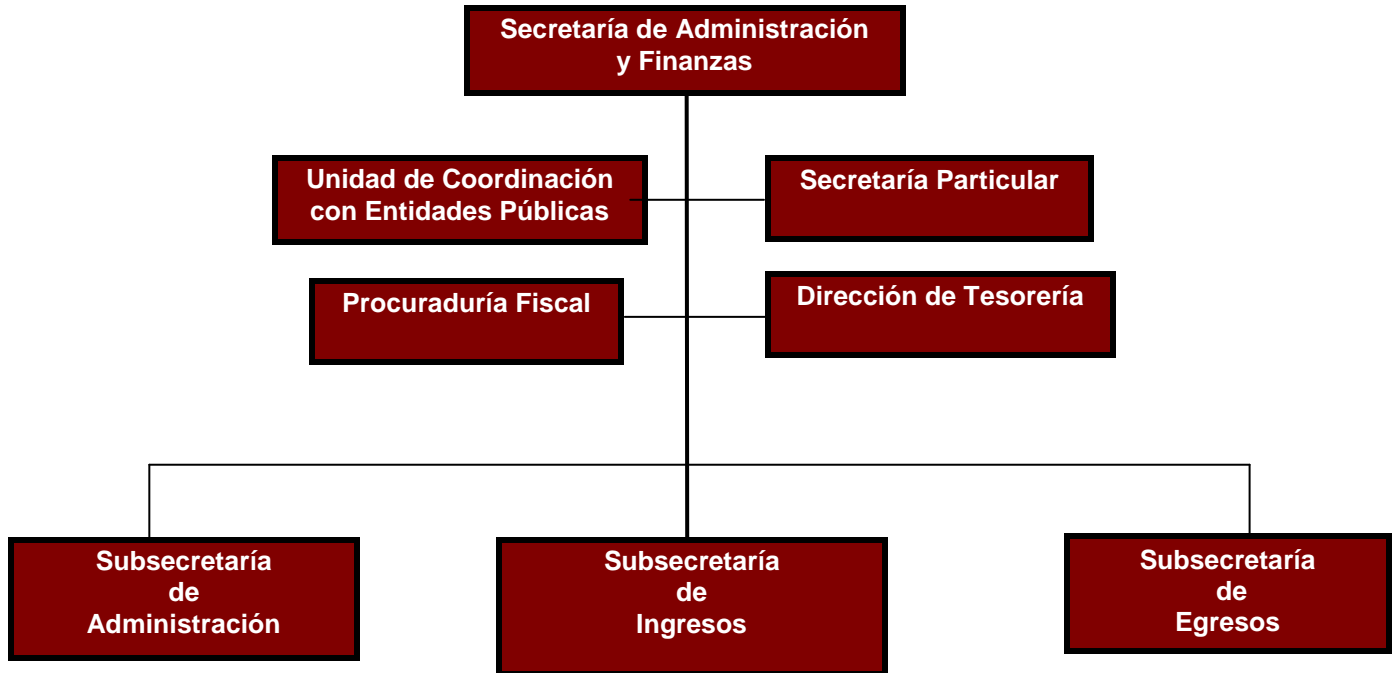 Secretaría de Administración
y Finanzas
Unidad de Coordinación
con Entidades Públicas
Secretaría Particular
Procuraduría Fiscal
Dirección de Tesorería
Subsecretaría
de
Administración
Subsecretaría
de
Ingresos
Subsecretaría
de
Egresos